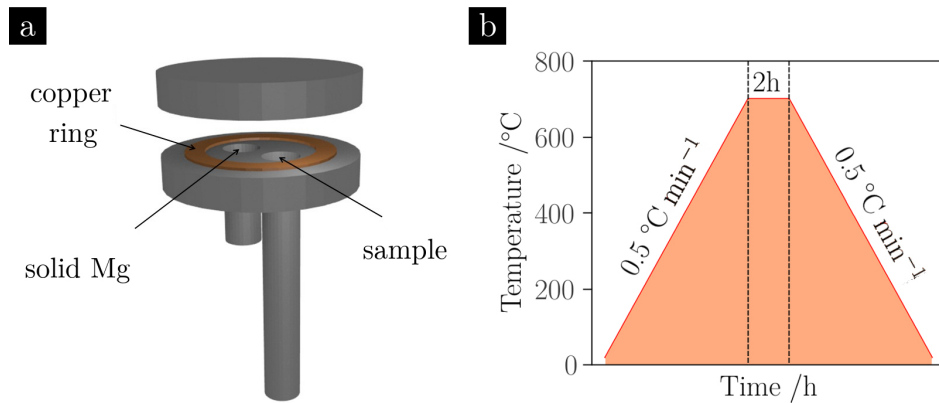 a
copper
ring
solid Mg
sample
b
800
2h
600
0.5 °C min⁻¹
0.5 °C min⁻¹
400
200
0
Temperature /°C
Time /h